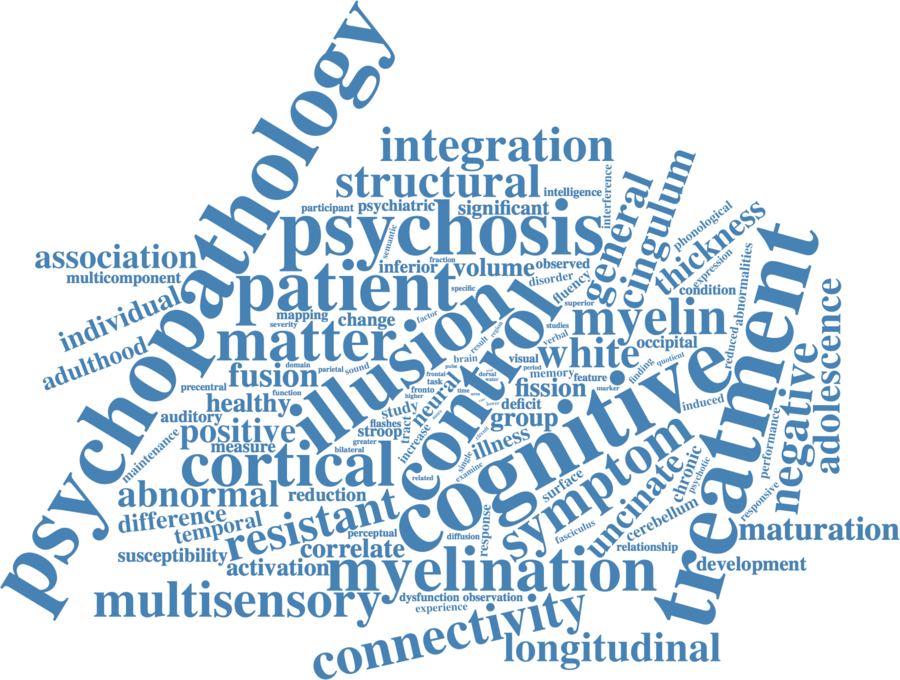 psychopathology
integration
structural
intelligence
interference
participant
psychiatric
significant
general
cingulum
phonological
psychosis
semantic
thickness
association
multicomponent
inferior
fraction
volume
observed
disorder
fluency
expression
abnormalities
treatment
patient
specific
superior
condition
individual
mapping
severity
change
factor
illusion
result
region
studies
verbal
myelin
occipital
reduced
adolescence
adulthood
matter
control
brain
visual
white
finding
quotient
fusion
domain
parietal
sound
pulse
period
memory
feature
precentral
function
frontal
dorsal
task
water
fronto
time
area
marker
fission
cognitive
induced
negative
healthy
higher
neural
lower
deficit
auditory
study
flashes
tract
group
performance
maintenance
positive
stroop
increase
circuit
measure
greater
bilateral
illness
single
examine
symptom
chronic
psychotic
cortical
related
surface
uncinate
abnormal
reduction
responsive
difference
temporal
resistant
perceptual
response
diffusion
fasciculus
cerebellum
maturation
susceptibility
correlate
relationship
activation
myelination
development
multisensory
dysfunction
observation
experience
connectivity
longitudinal